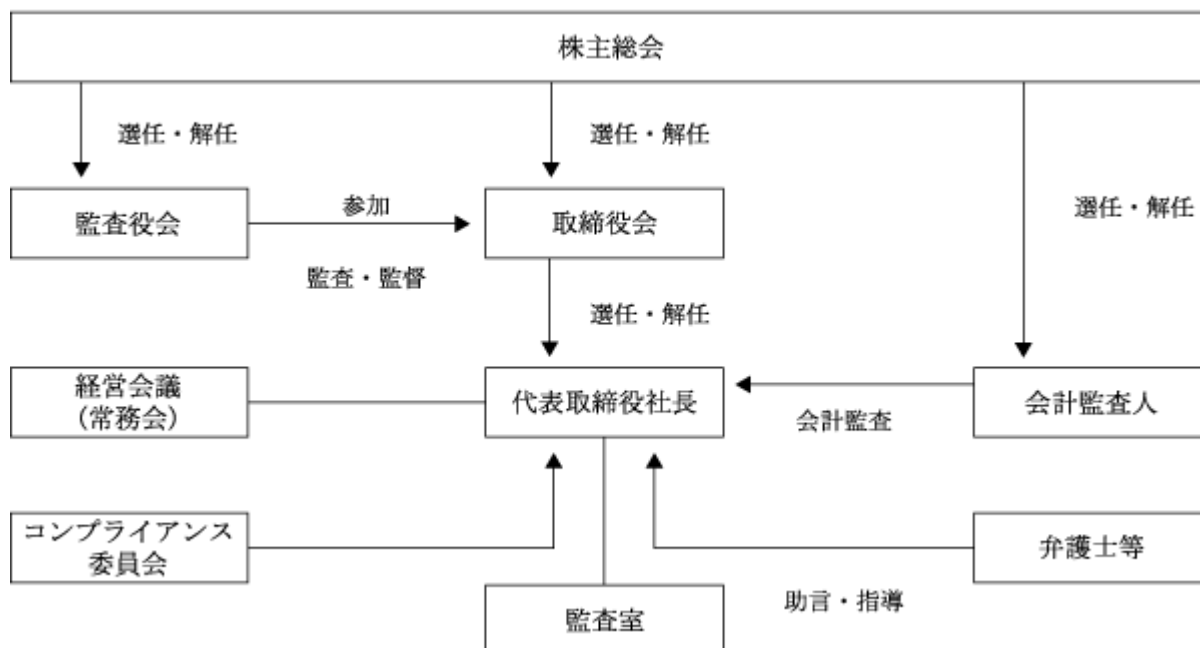 株主総会
選任・解任
選任・解任
選任・解任
監査役会
参加
取締役会
監査・監督
選任・解任
経営会議
（常務会）
代表取締役社長
会計監査
会計監査人
コンプライアンス
委員会
弁護士等
助言・指導
監査室